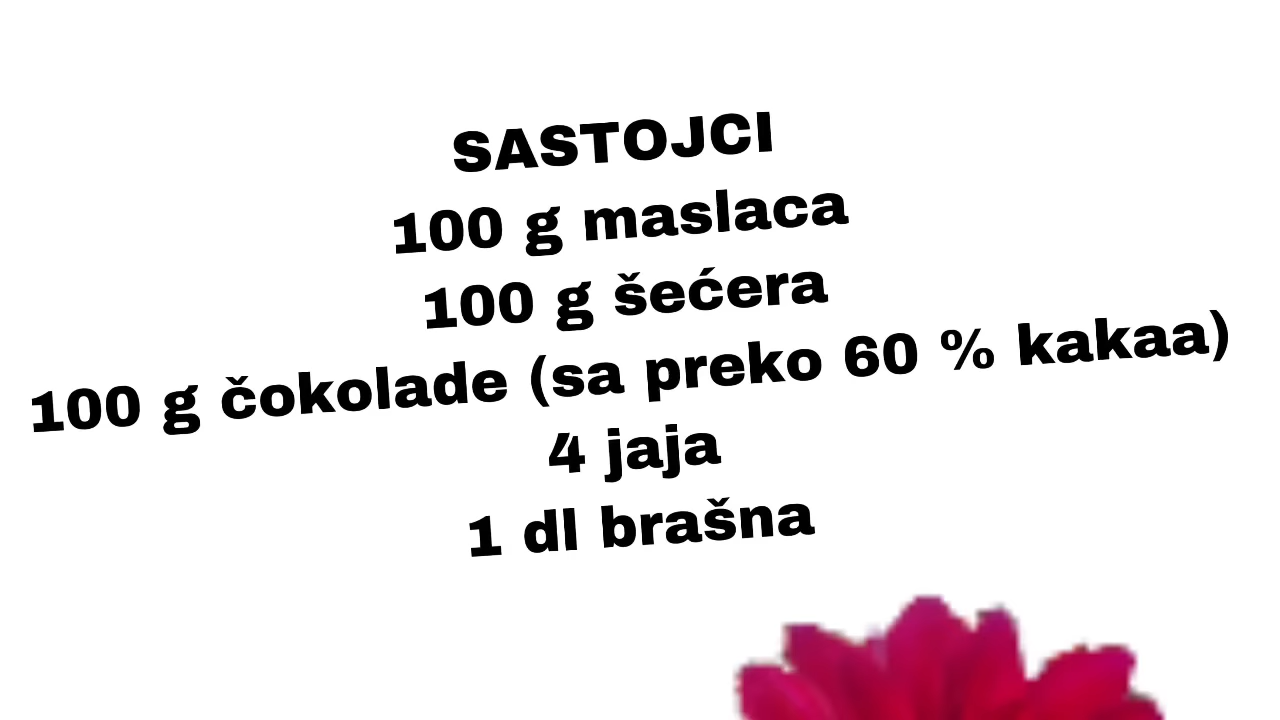 SASTOJCI
100 g maslaca
100 g šećera
100 g čokolade (sa preko 60 % kakaa)
4 jaja
1 dl brašna